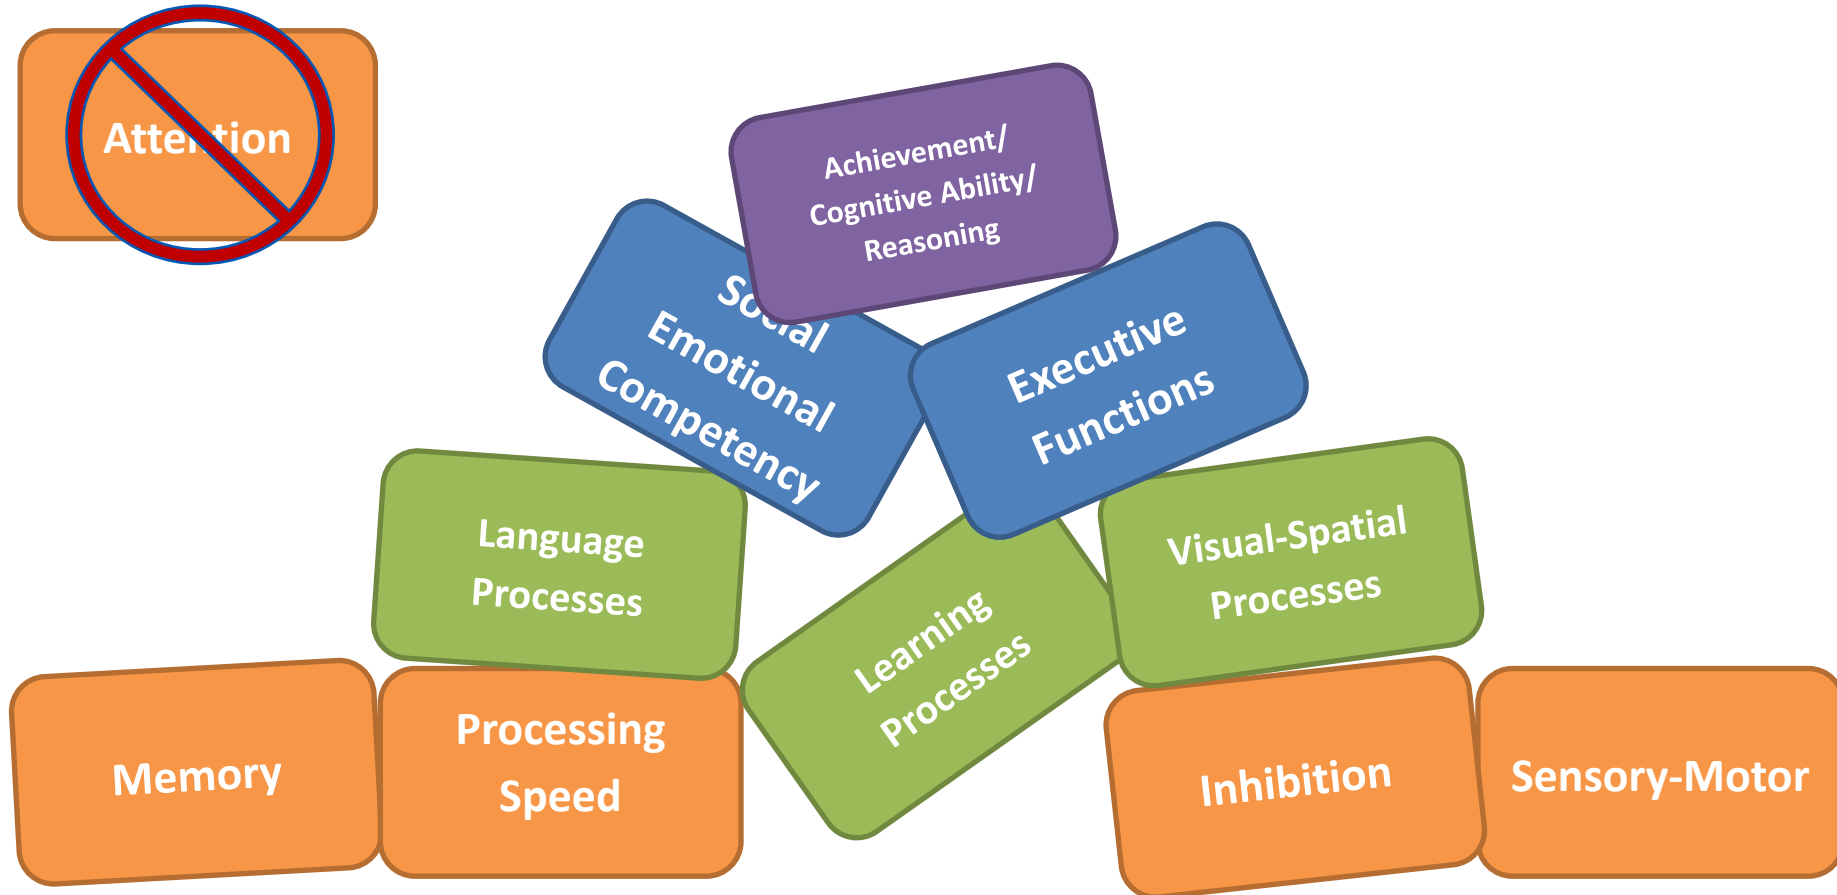 Attention
Achievement/
Cognitive Ability/
Reasoning
Social
Emotional
Competency
Executive
Functions
Language
Processes
Learning
Processes
Visual-Spatial
Processes
Memory
Processing
Speed
Inhibition
Sensory-Motor